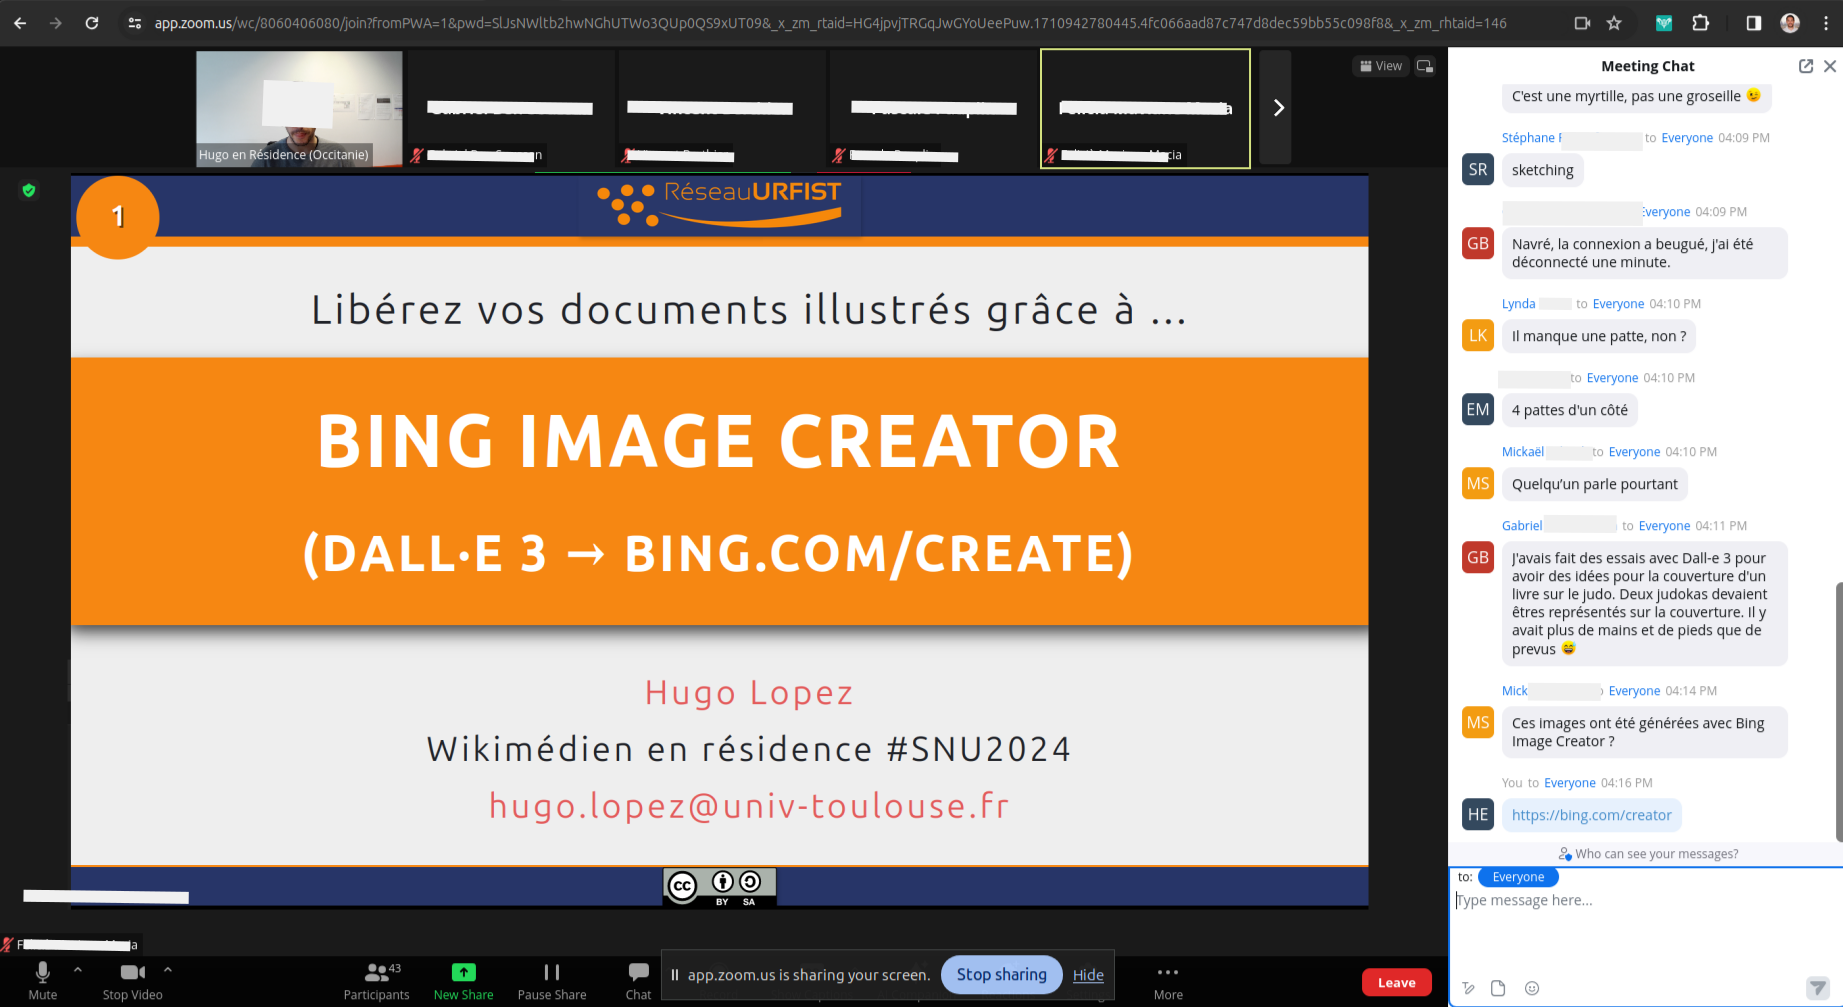 app.zoom.us/wc/8060406080/join?fromPWA=1&pwd=SlJsNWltb2hwNGhUTWo3QUp0QS9xUT09&_x_zm_rtaid=HG4jpvjTRGqJwGYoUeePuw.1710942780445.4fc066aad87c747d8dec59bb55c098f8&_x_zm_rhtaid=146
Hugo en Résidence (Occitanie)
View
1
RéseauURFIST
Libérez vos documents illustrés grâce à ...
BING IMAGE CREATOR
(DALL·E 3 → BING.COM/CREATE)
Hugo Lopez
Wikimédien en résidence #SNU2024
hugo.lopez@univ-toulouse.fr
cc
BY SA
Mute
Stop Video
43
Participants
New Share
Pause Share
Chat
app.zoom.us is sharing your screen.
Stop sharing
Hide
More
Leave
Meeting Chat
C'est une myrtille, pas une groseille 😉
Stéphane to Everyone 04:09 PM
SR
sketching
Everyone 04:09 PM
GB
Navré, la connexion a beugué, j'ai été
déconnecté une minute.
Lynda to Everyone 04:10 PM
LK
Il manque une patte, non ?
to Everyone 04:10 PM
EM
4 pattes d'un côté
Mickaël to Everyone 04:10 PM
MS
Quelqu'un parle pourtant
Gabriel to Everyone 04:11 PM
GB
J'avais fait des essais avec Dall-e 3 pour
avoir des idées pour la couverture d'un
livre sur le judo. Deux judokas devaient
êtres représentés sur la couverture. Il y
avait plus de mains et de pieds que de
prevus 😅
Mick Everyone 04:14 PM
MS
Ces images ont été générées avec Bing
Image Creator ?
You to Everyone 04:16 PM
HE
https://bing.com/creator
Who can see your messages?
to: Everyone
Type message here...